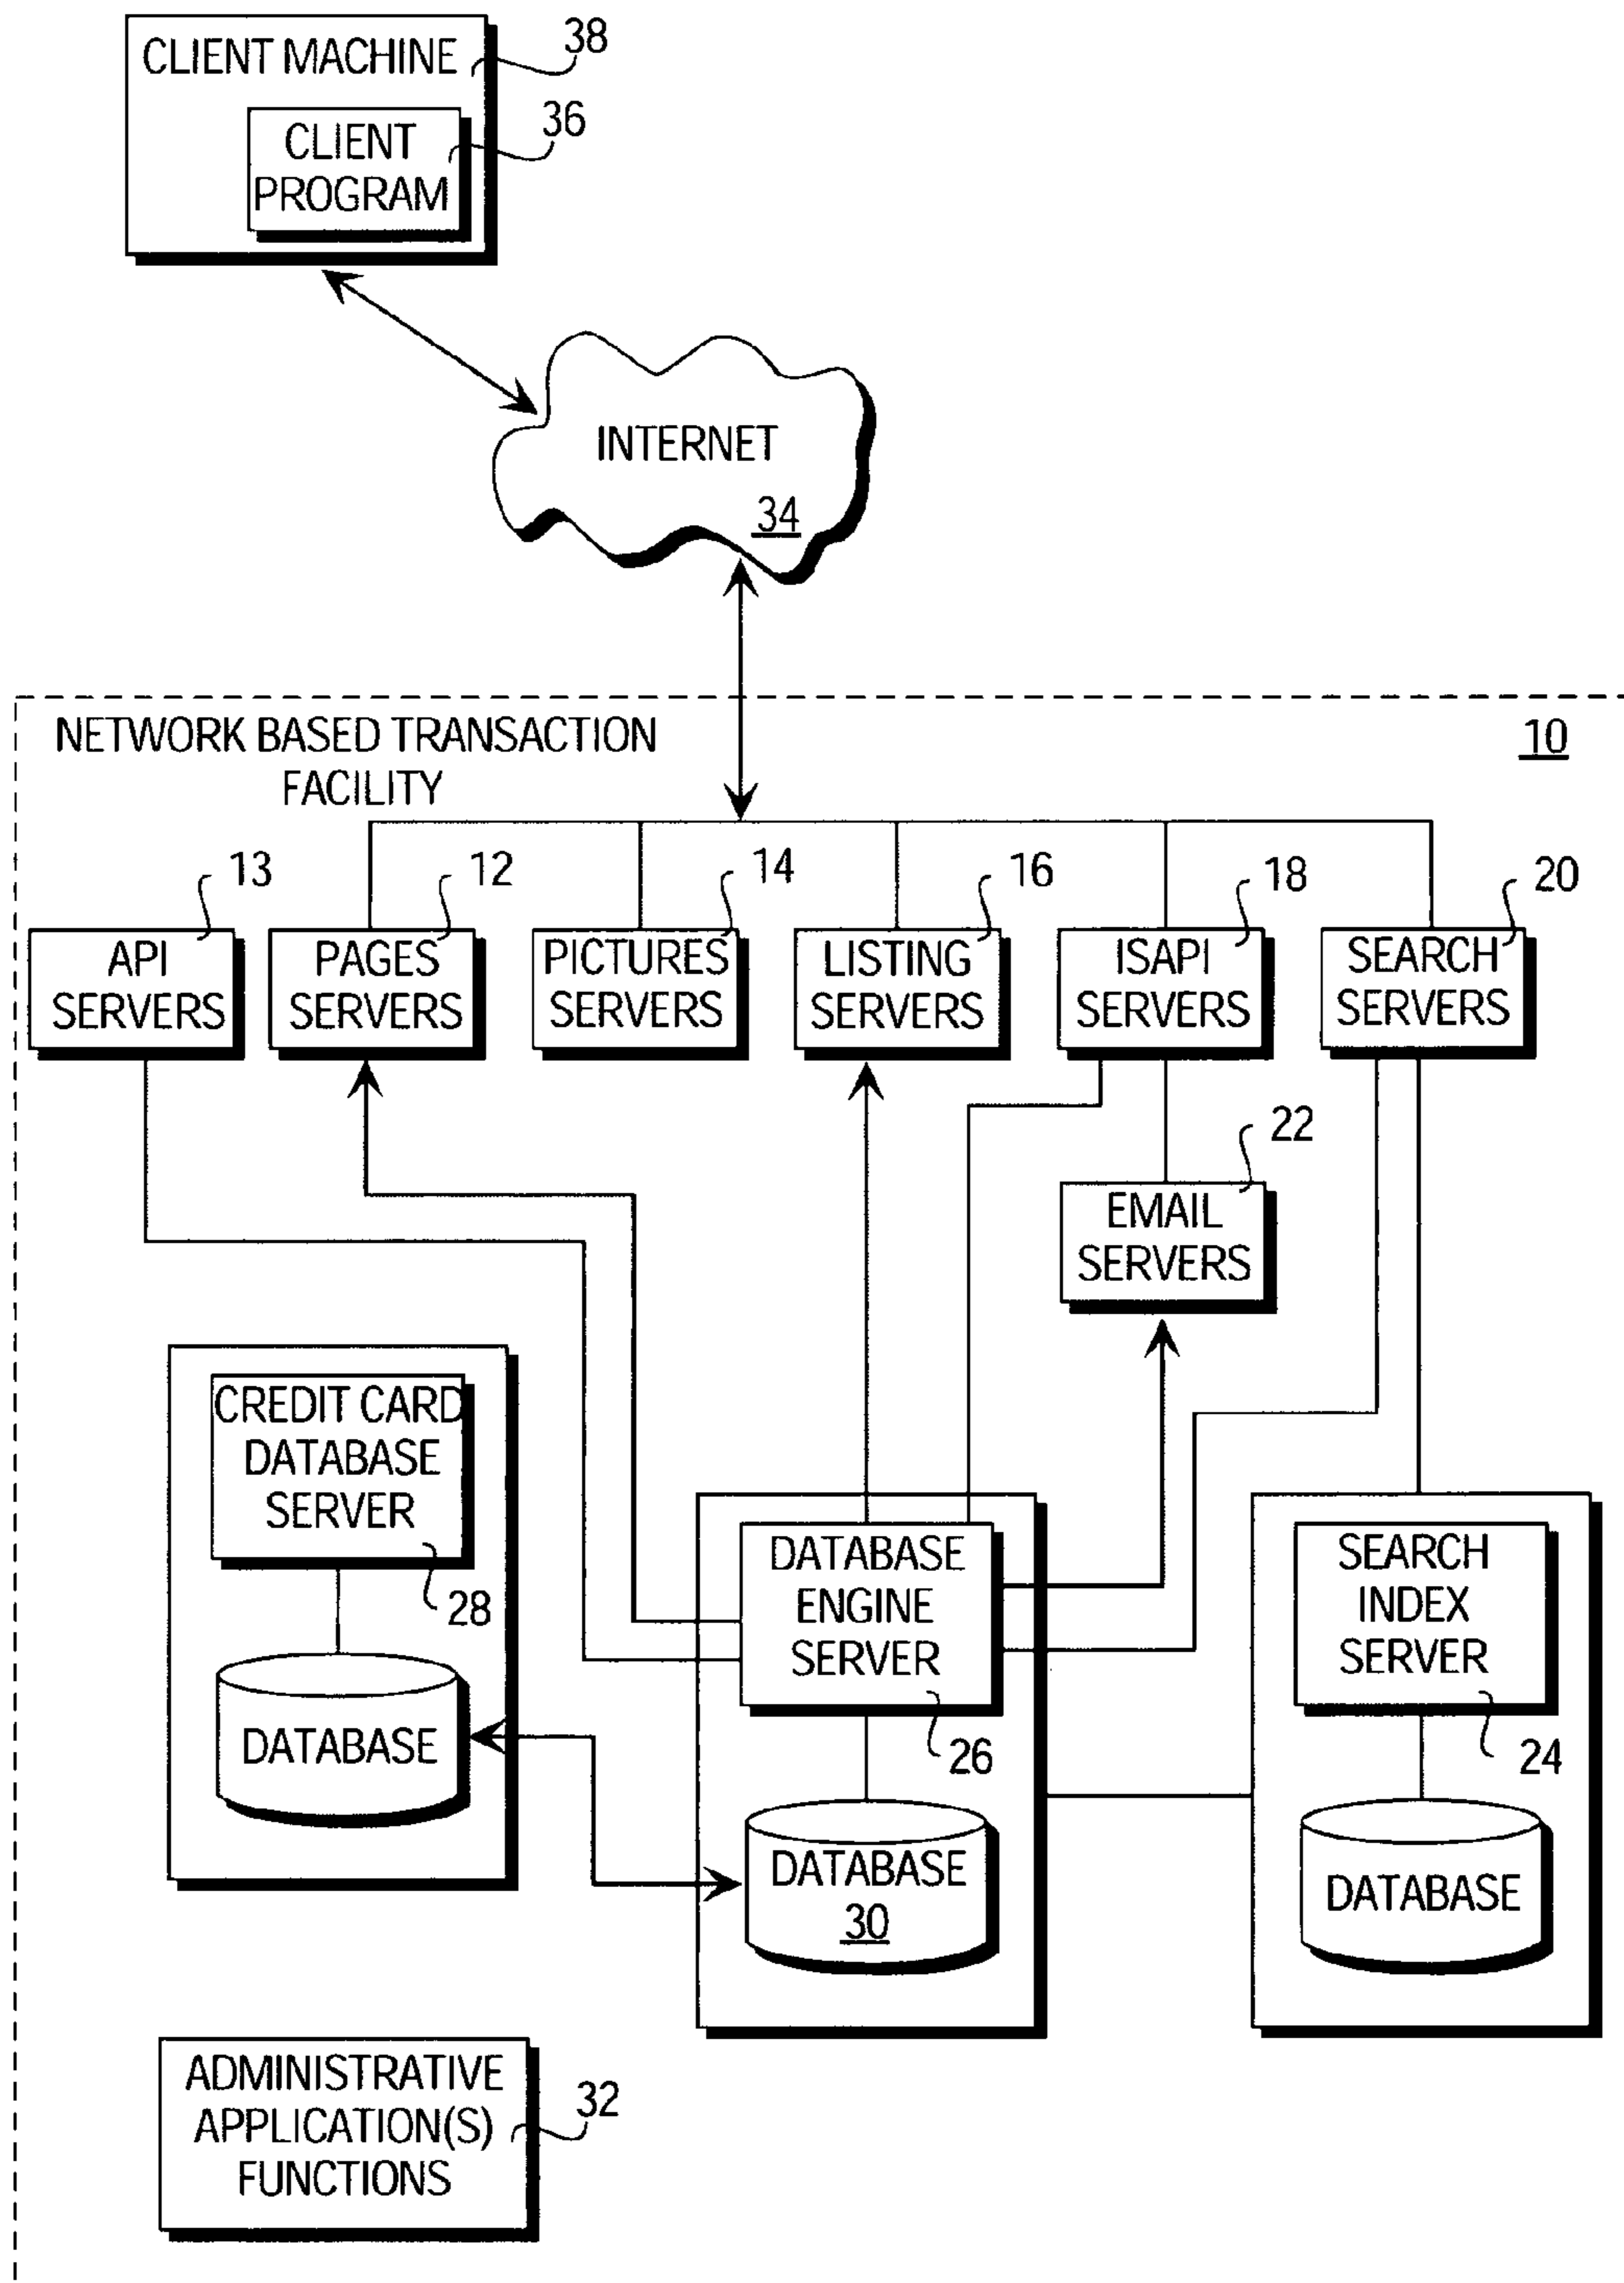 CLIENT MACHINE
38
CLIENT
PROGRAM
36
INTERNET
34
NETWORK BASED TRANSACTION
FACILITY
10
13
12
14
16
18
20
API
SERVERS
PAGES
SERVERS
PICTURES
SERVERS
LISTING
SERVERS
ISAPI
SERVERS
SEARCH
SERVERS
22
EMAIL
SERVERS
CREDIT CARD
DATABASE
SERVER
28
DATABASE
DATABASE
ENGINE
SERVER
26
DATABASE
30
SEARCH
INDEX
SERVER
24
DATABASE
ADMINISTRATIVE
APPLICATION(S)
FUNCTIONS
32